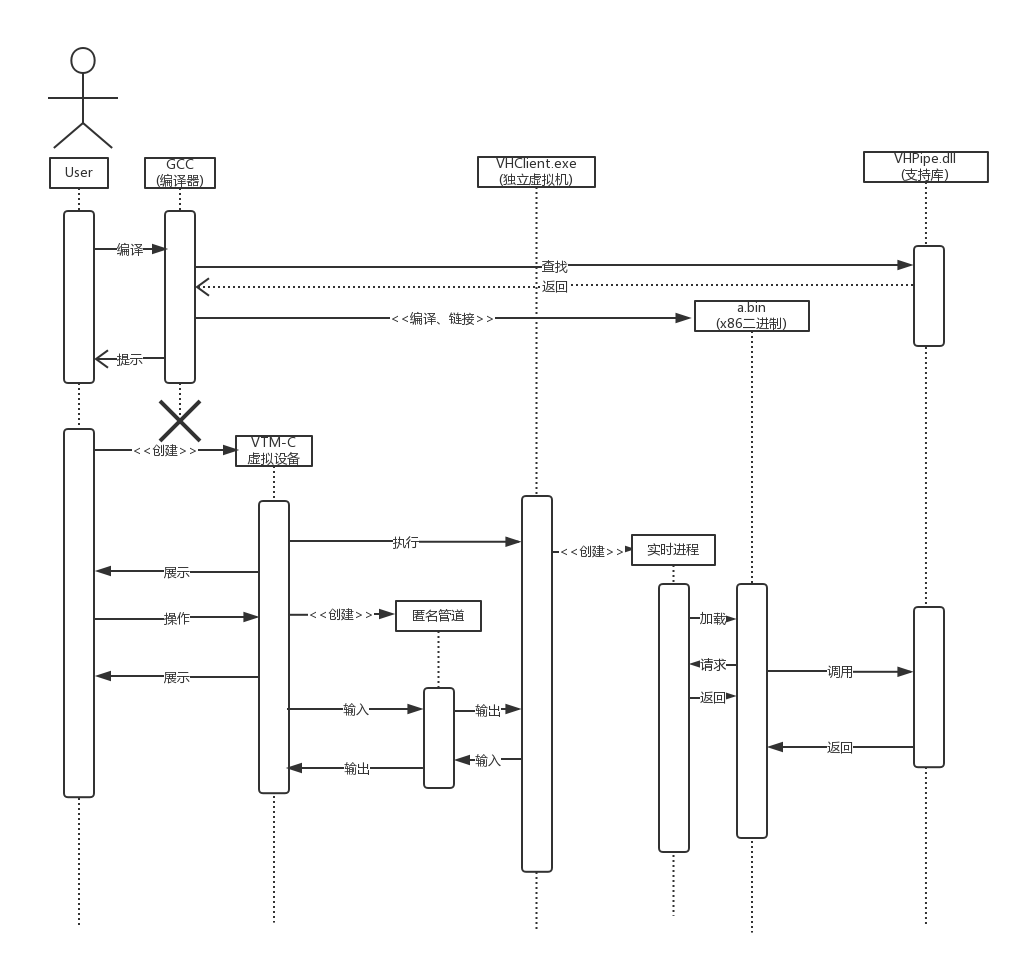 User
GCC
(编译器)
VHClient.exe
(独立虚拟机)
VHPipe.dll
(支持库)
编译
查找
返回
a.bin
(x86二进制)
<<编译、链接>>
提示
<<创建>>
VTM-C
虚拟设备
执行
<<创建>>
实时进程
展示
操作
<<创建>>
匿名管道
加载
请求
调用
展示
返回
输入
输出
返回
输入
输出